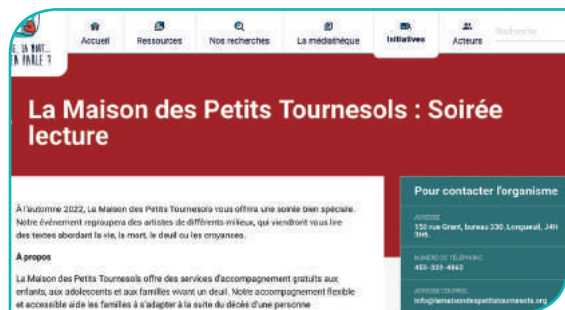 , LA MORT...
EN PARLE ?
Accueil
Ressources
Nos recherches
La médiathèque
Initiatives
Acteurs
Recherche
La Maison des Petits Tournesols : Soirée
lecture
À l'automne 2022, La Maison des Petits Tournesols vous offrira une soirée bien spéciale.
Notre événement regroupera des artistes de différents milieux, qui viendront vous lire
des textes abordant la vie, la mort, le deuil ou les croyances.
À propos
La Maison des Petits Tournesols offre des services d'accompagnement gratuits aux
enfants, aux adolescents et aux familles vivant un deuil. Notre accompagnement flexible
et accessible aide les familles à s'adapter à la suite du décès d'une personne
Pour contacter l'organisme
ADRESSE
150 rue Grant, bureau 330, Longueuil, J4H
3H6.
NUMÉRO DE TÉLÉPHONE
ADRESSE COURRIEL
info@lamaisondespetitstournesols.org